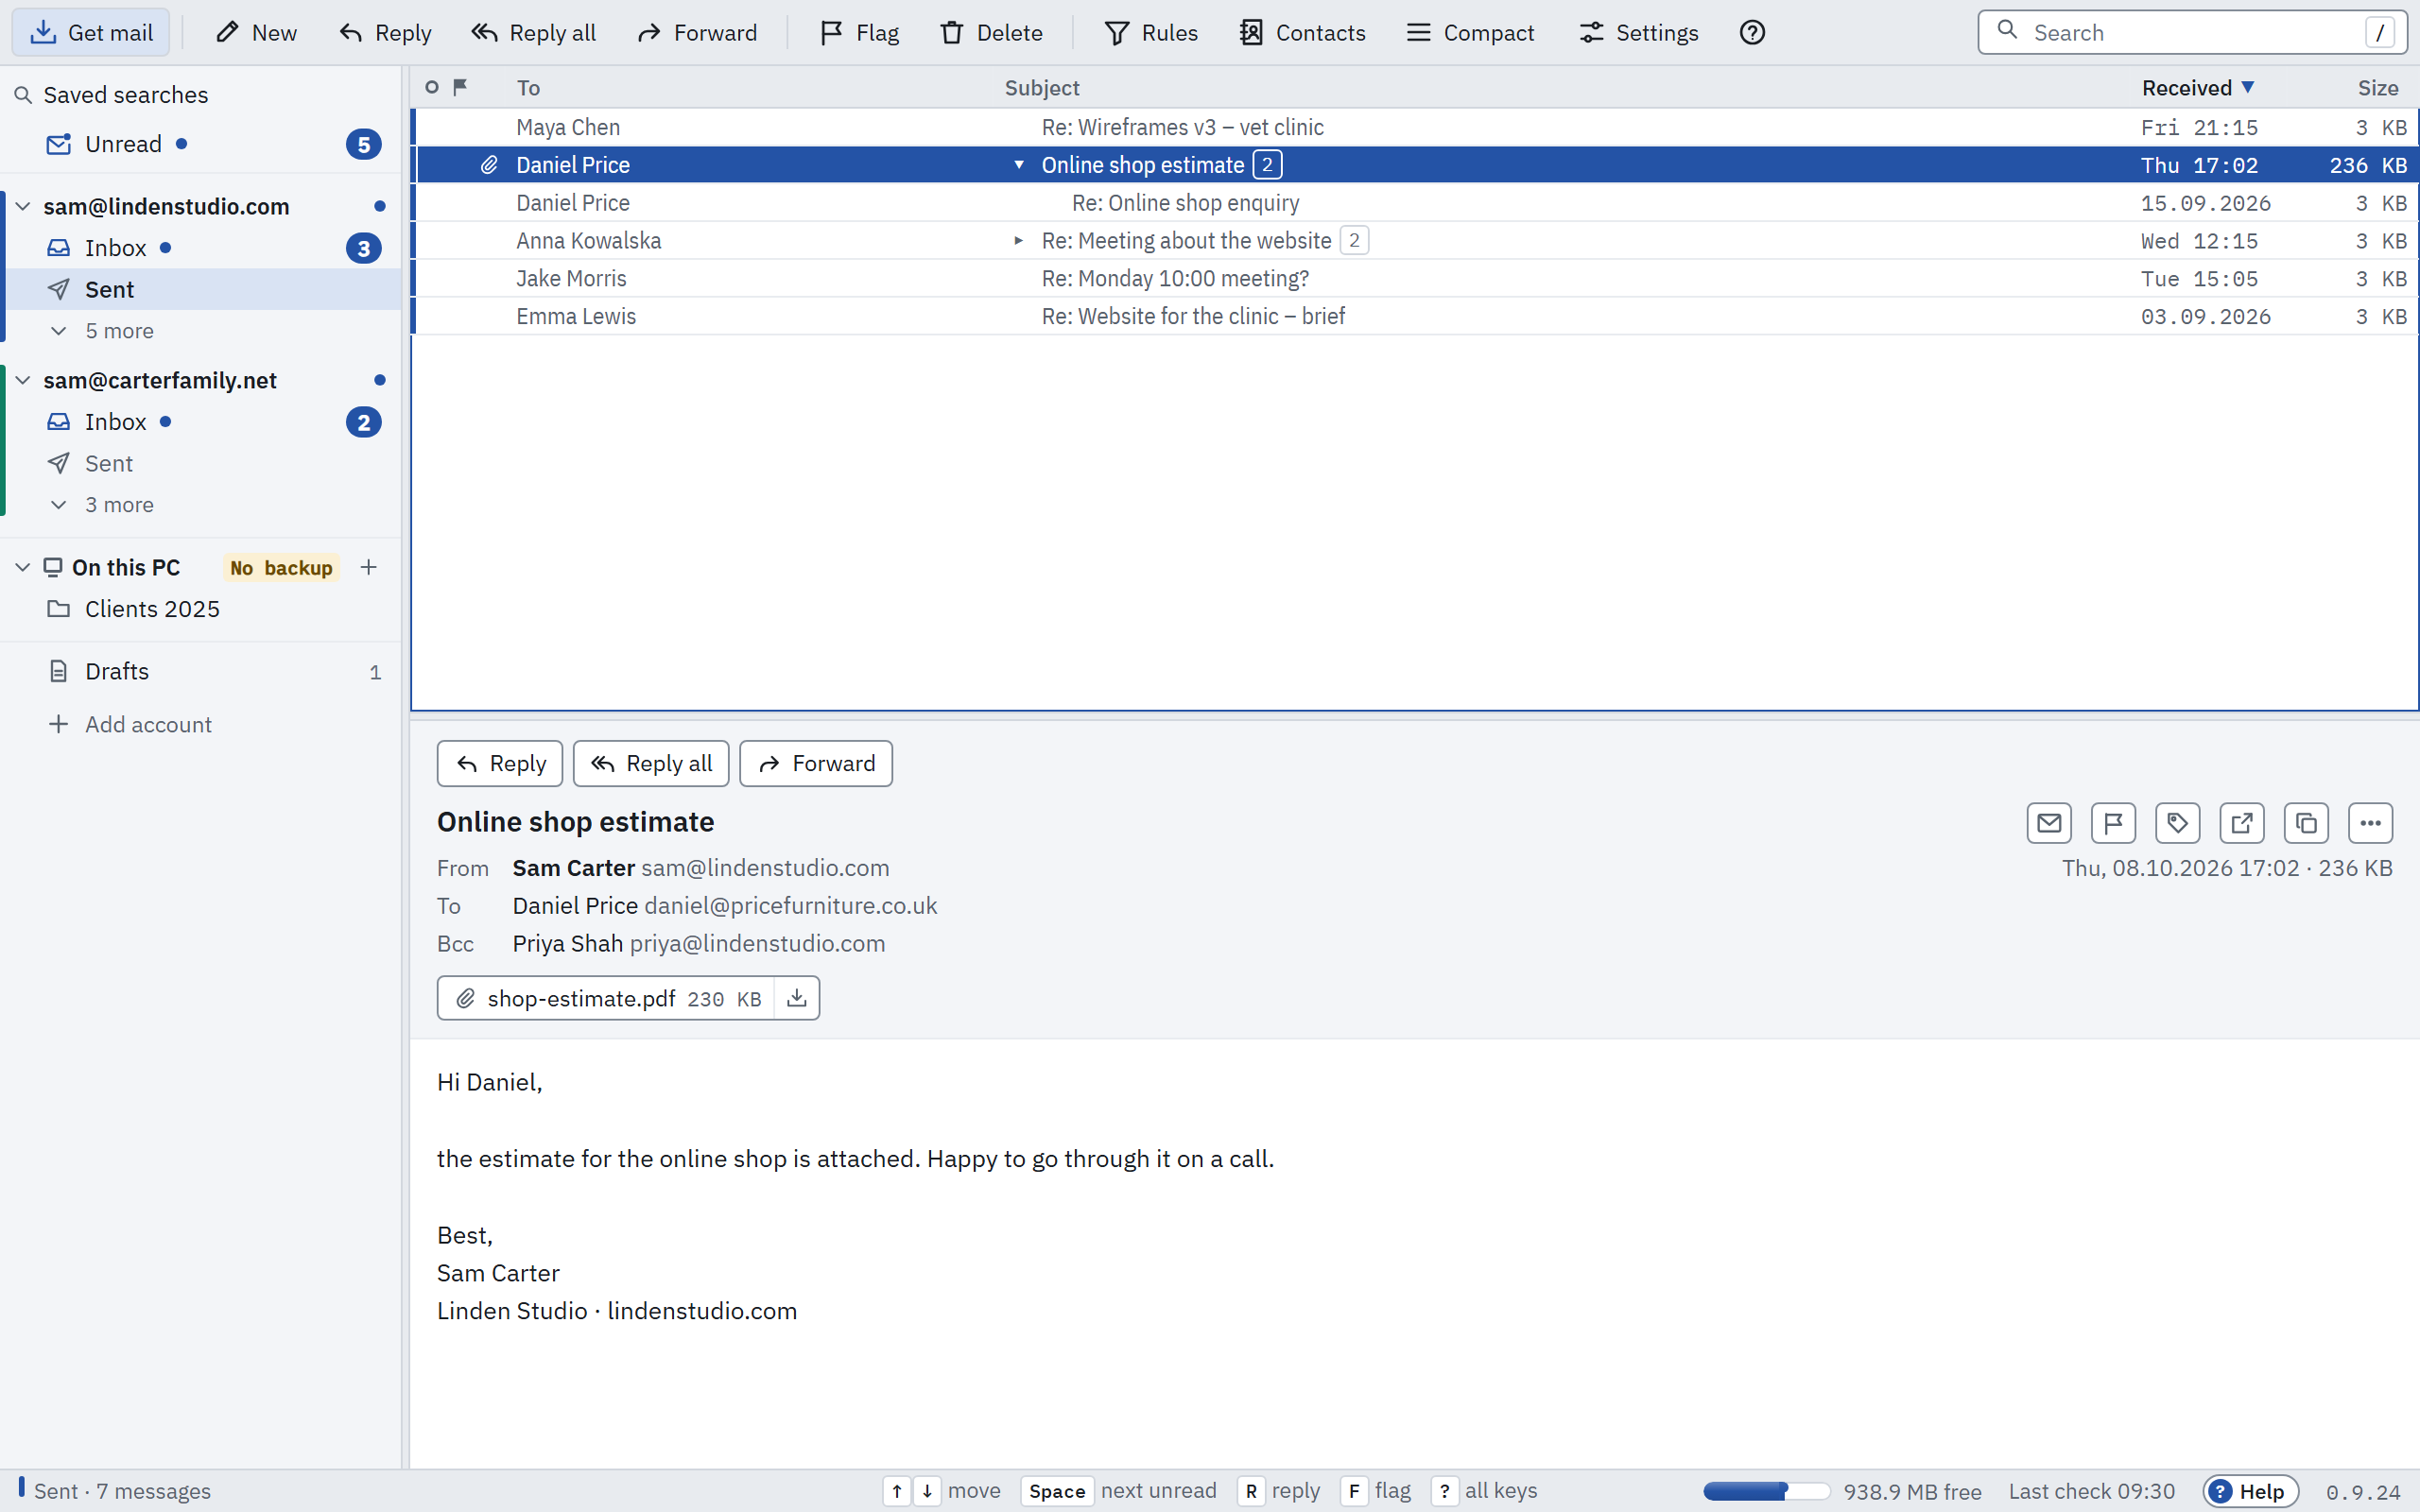 Get mail New Reply Reply all Forward Flag Delete Rules Contacts Compact Settings ? Search /
Saved searches
Unread 5
sam@lindenstudio.com
Inbox 3
Sent
5 more
sam@carterfamily.net
Inbox 2
Sent
3 more
On this PC No backup +
Clients 2025
Drafts 1
+ Add account
To Subject Received ▼ Size
Maya Chen Re: Wireframes v3 – vet clinic Fri 21:15 3 KB
Daniel Price ▾ Online shop estimate 2 Thu 17:02 236 KB
Daniel Price Re: Online shop enquiry 15.09.2026 3 KB
Anna Kowalska ▸ Re: Meeting about the website 2 Wed 12:15 3 KB
Jake Morris Re: Monday 10:00 meeting? Tue 15:05 3 KB
Emma Lewis Re: Website for the clinic – brief 03.09.2026 3 KB
Reply Reply all Forward
Online shop estimate
From Sam Carter sam@lindenstudio.com Thu, 08.10.2026 17:02 · 236 KB
To Daniel Price daniel@pricefurniture.co.uk
Bcc Priya Shah priya@lindenstudio.com
shop-estimate.pdf 230 KB
Hi Daniel,
the estimate for the online shop is attached. Happy to go through it on a call.
Best,
Sam Carter
Linden Studio · lindenstudio.com
Sent · 7 messages ↑ ↓ move Space next unread R reply F flag ? all keys 938.9 MB free Last check 09:30 ? Help 0.9.24